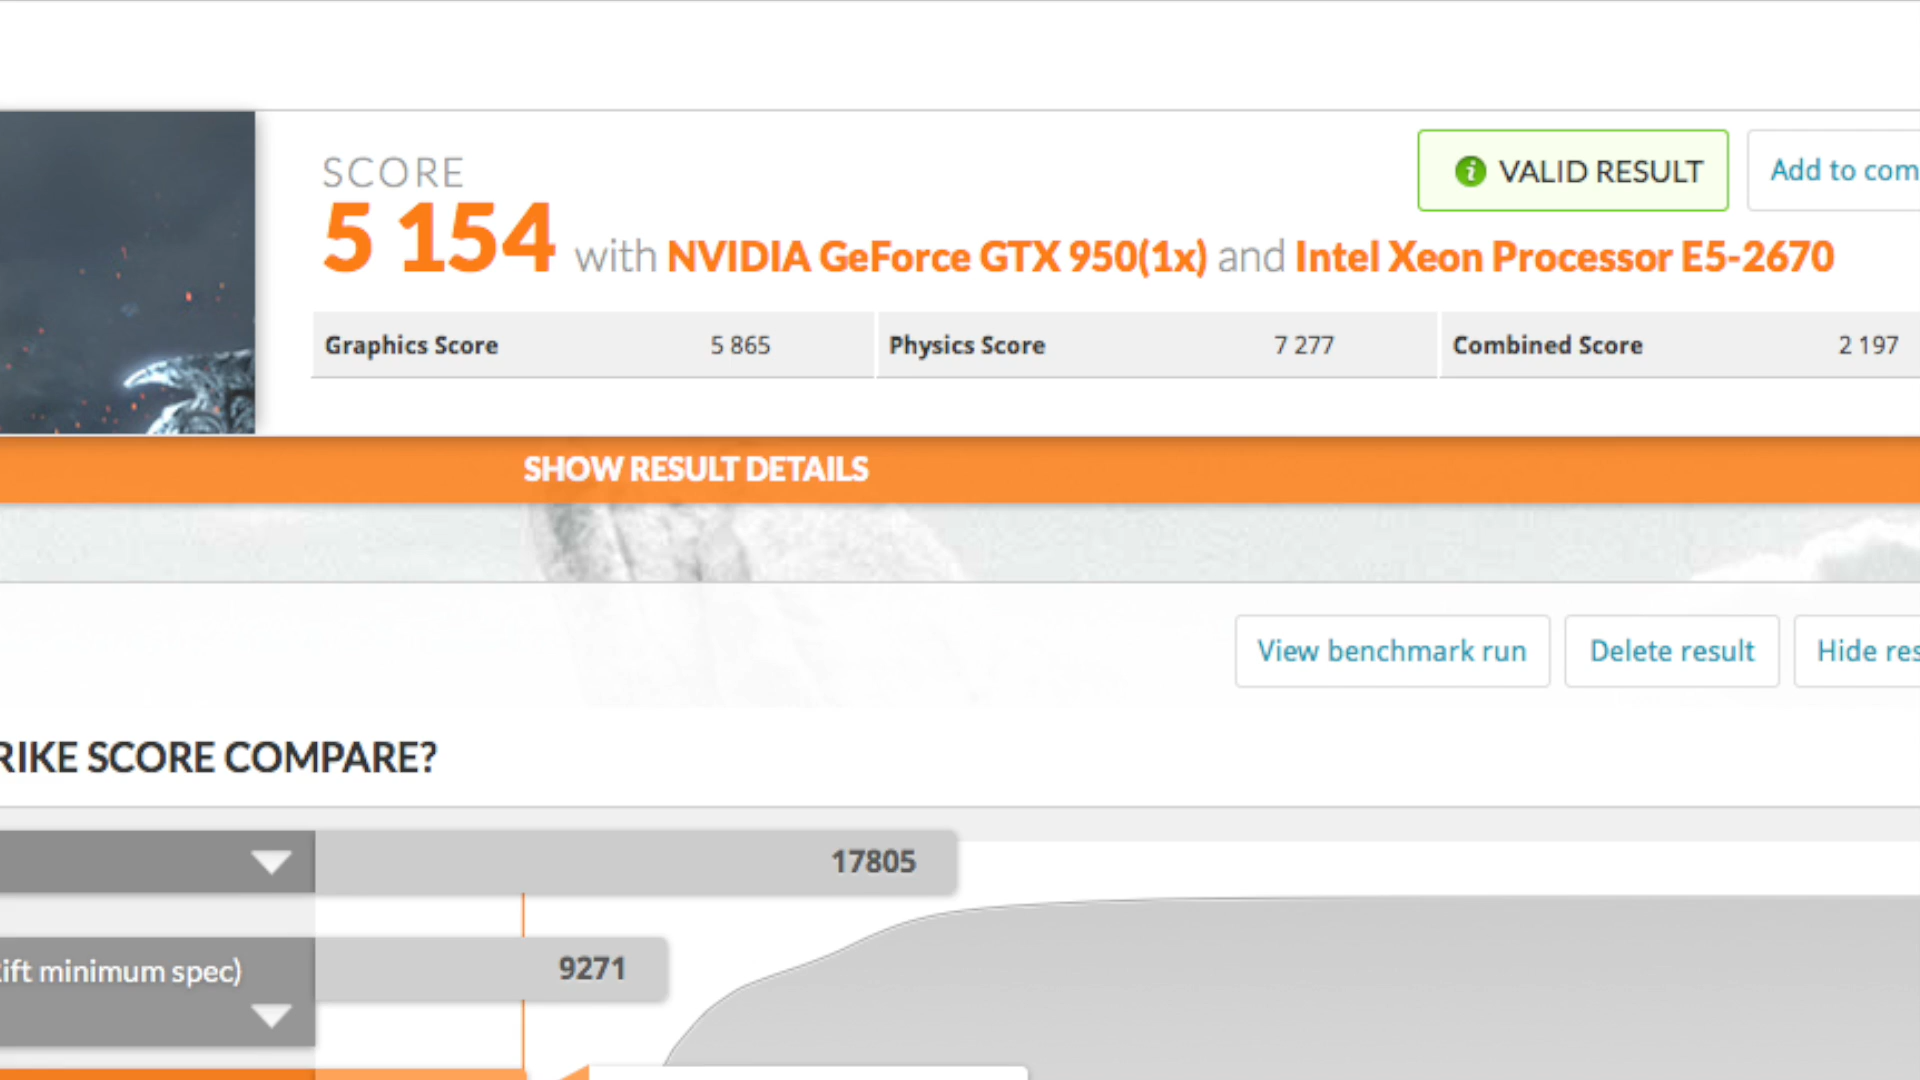 SCORE
VALID RESULT
Add to com
5 154 with NVIDIA GeForce GTX 950(1x) and Intel Xeon Processor E5-2670
Graphics Score 5 865 Physics Score 7 277 Combined Score 2 197
SHOW RESULT DETAILS
View benchmark run Delete result Hide res
RIKE SCORE COMPARE?
17805
ift minimum spec) 9271